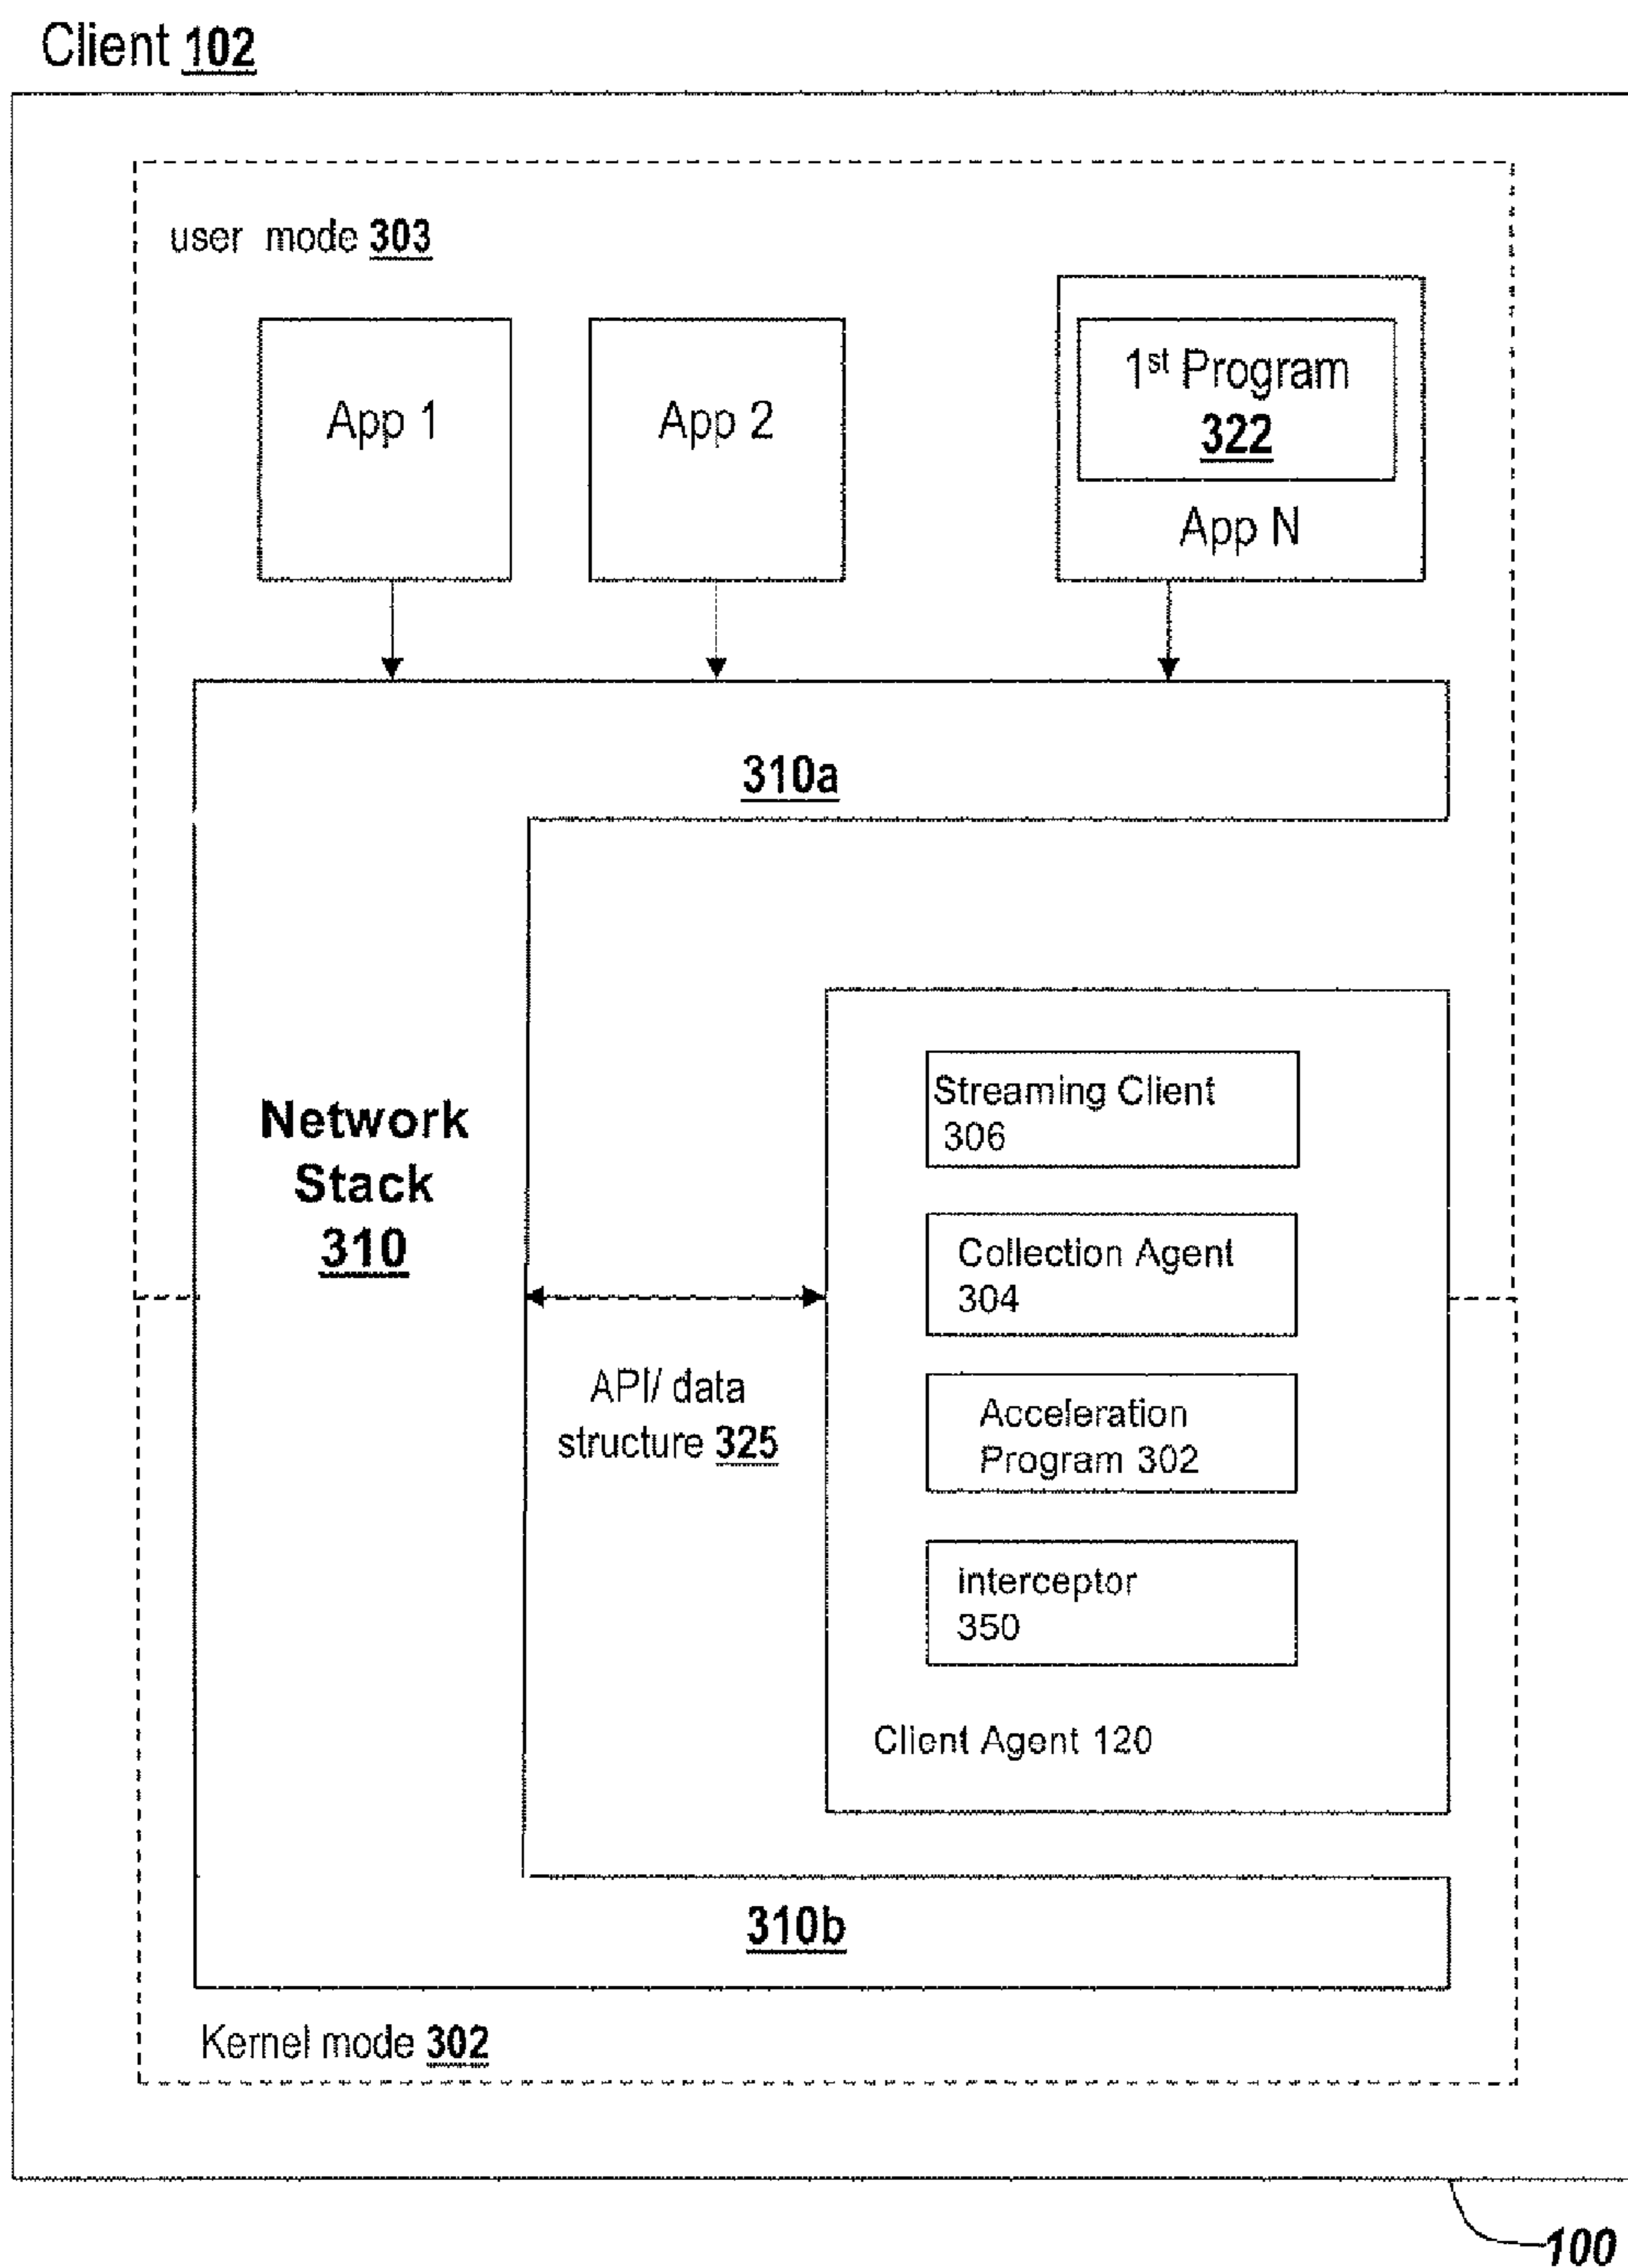 Client 102
user mode 303
App 1
App 2
1st Program
322
App N
310a
Network
Stack
310
Streaming Client
306
Collection Agent
304
API/ data
structure 325
Acceleration
Program 302
interceptor
350
Client Agent 120
310b
Kernel mode 302
100